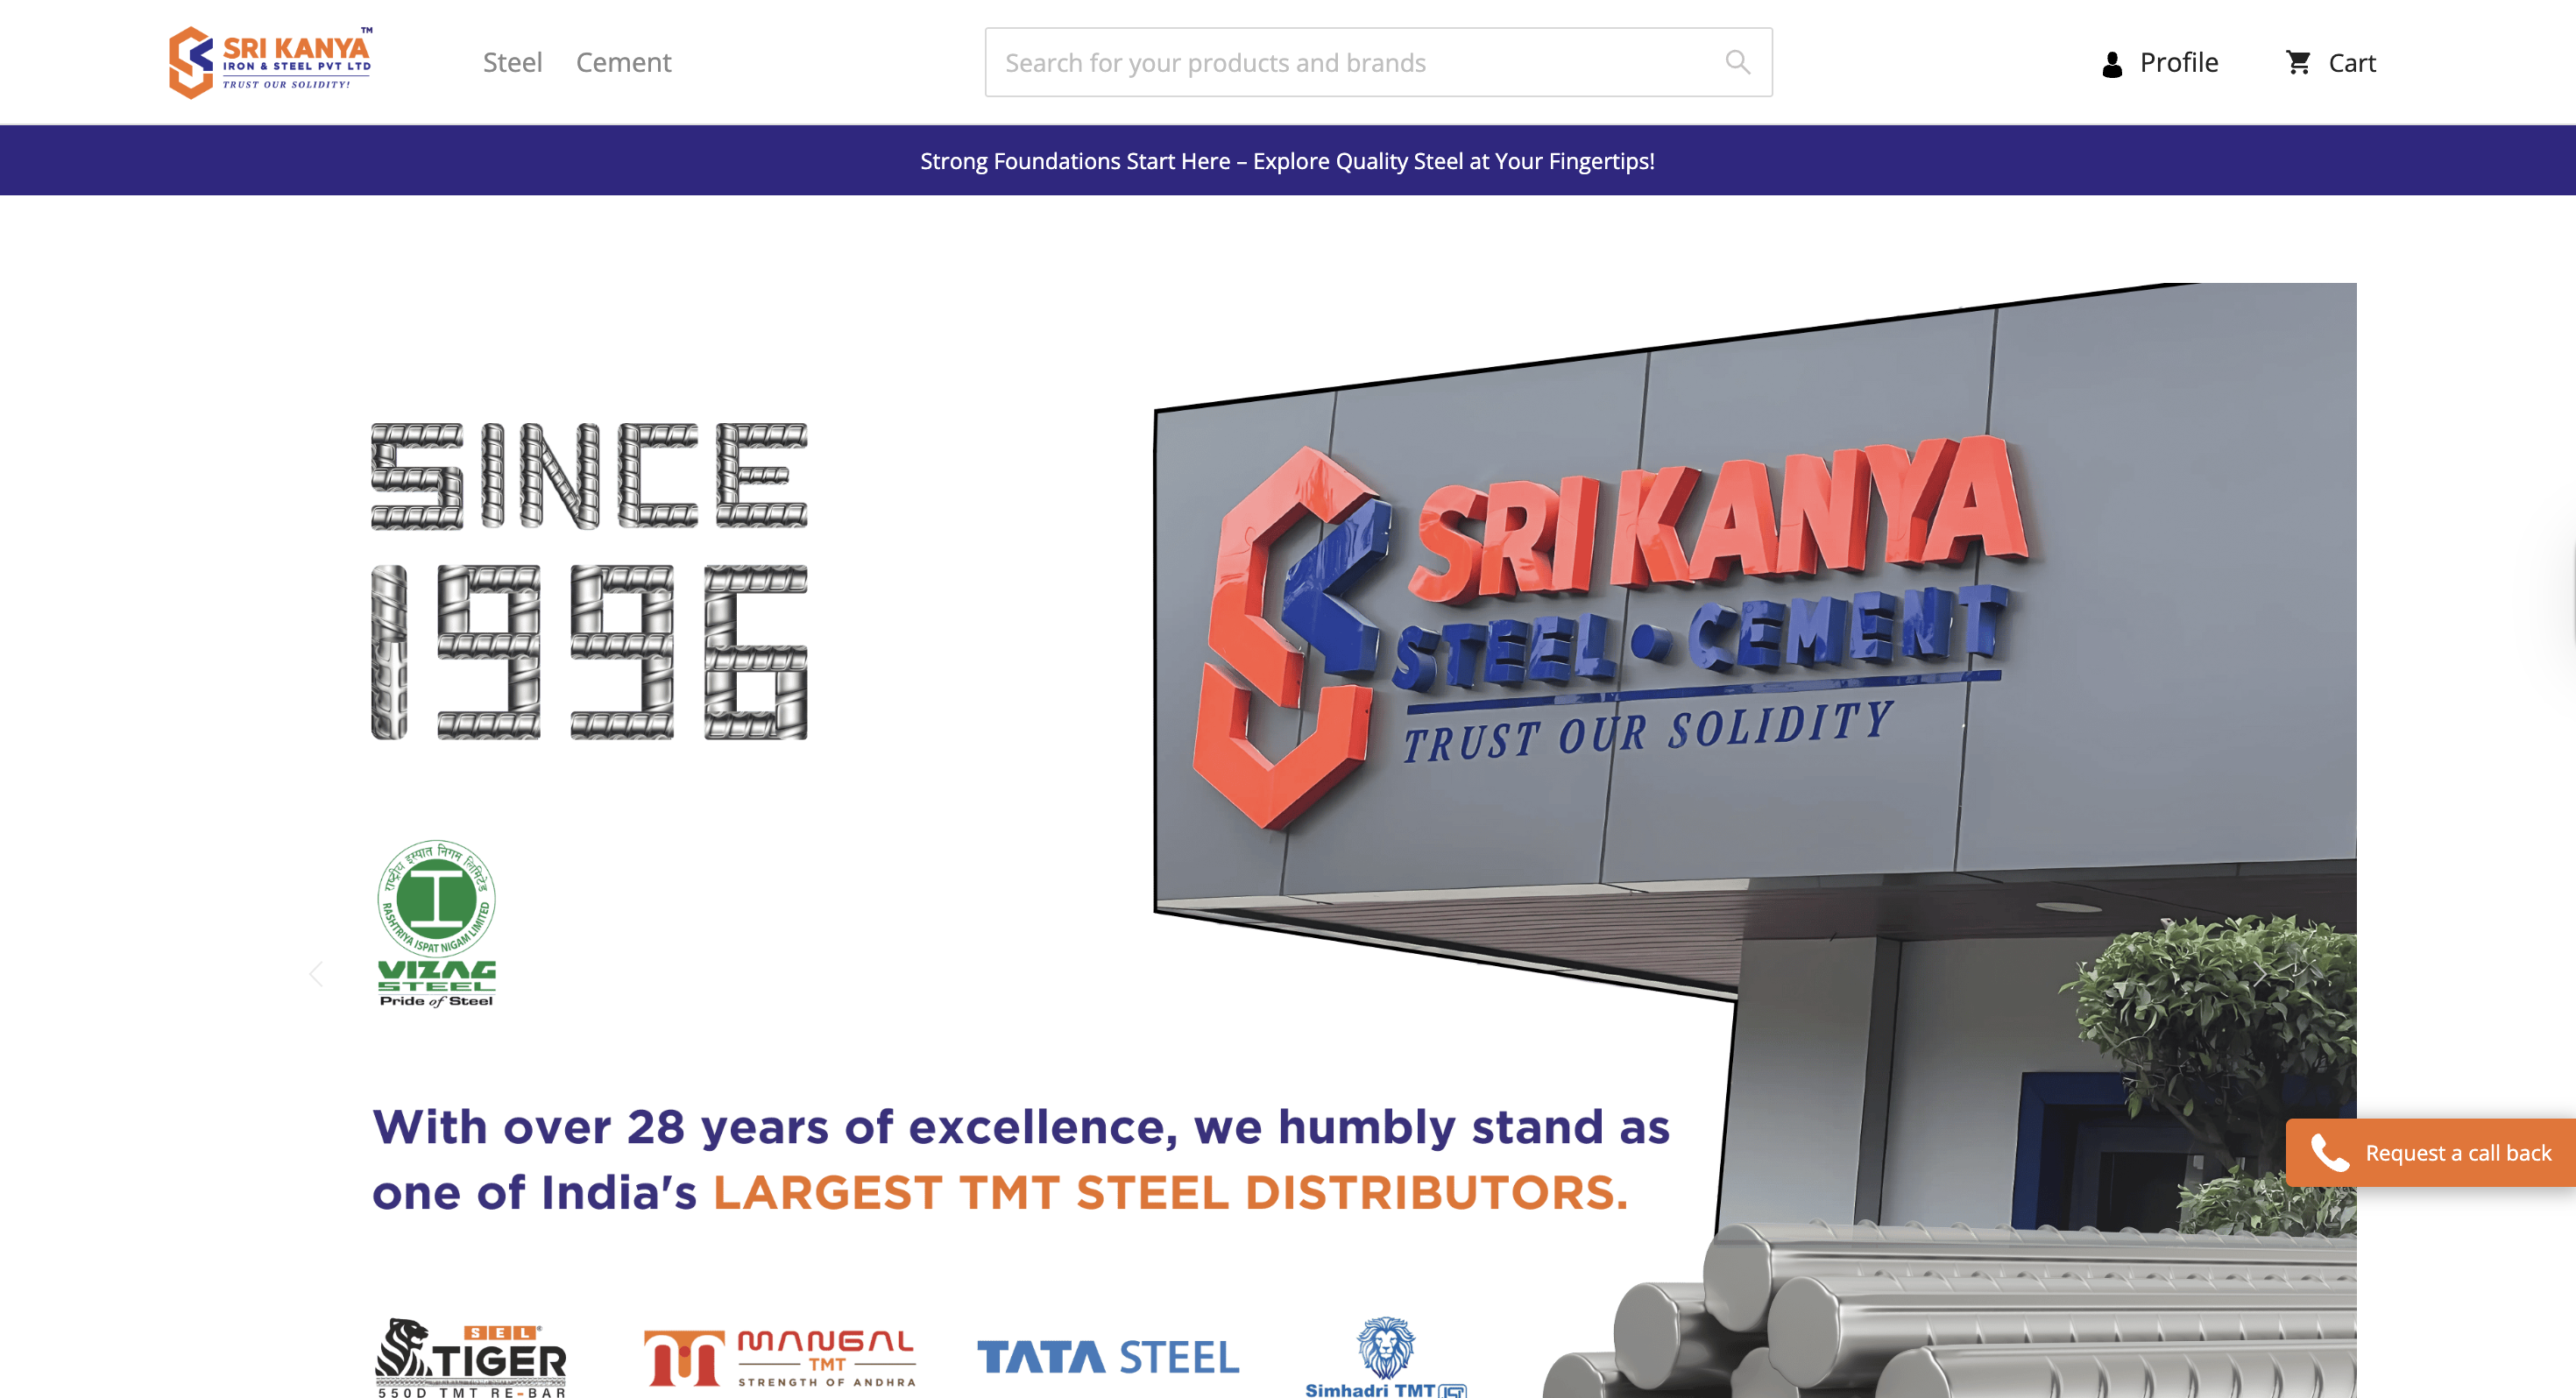 SRI KANYA™
IRON & STEEL PVT LTD
TRUST OUR SOLIDITY!
Steel
Cement
Search for your products and brands
Profile
Cart
Strong Foundations Start Here – Explore Quality Steel at Your Fingertips!
SINCE
1996
SRI KANYA
STEEL • CEMENT
TRUST OUR SOLIDITY
राष्ट्रीय इस्पात निगम लिमिटेड
RASHTRIYA ISPAT NIGAM LIMITED
VIZAG
STEEL
Pride of Steel
With over 28 years of excellence, we humbly stand as
one of India's LARGEST TMT STEEL DISTRIBUTORS.
Request a call back
SEL®
TIGER
550D TMT RE-BAR
MANGAL
TMT
STRENGTH OF ANDHRA
TATA STEEL
Simhadri TMT